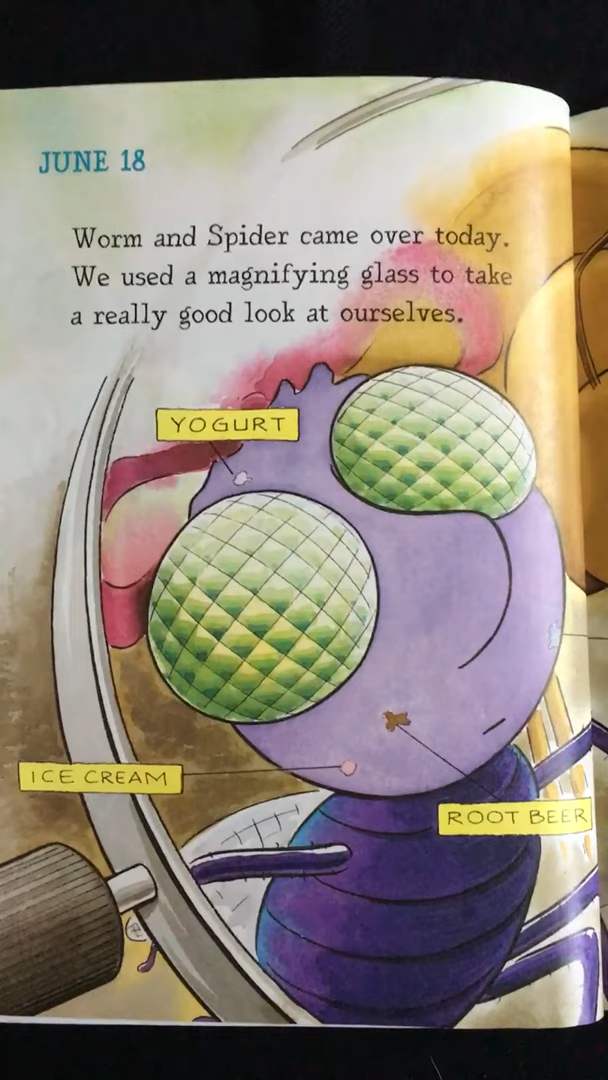 JUNE 18
Worm and Spider came over today.
We used a magnifying glass to take
a really good look at ourselves.
YOGURT
ICE CREAM
ROOT BEER